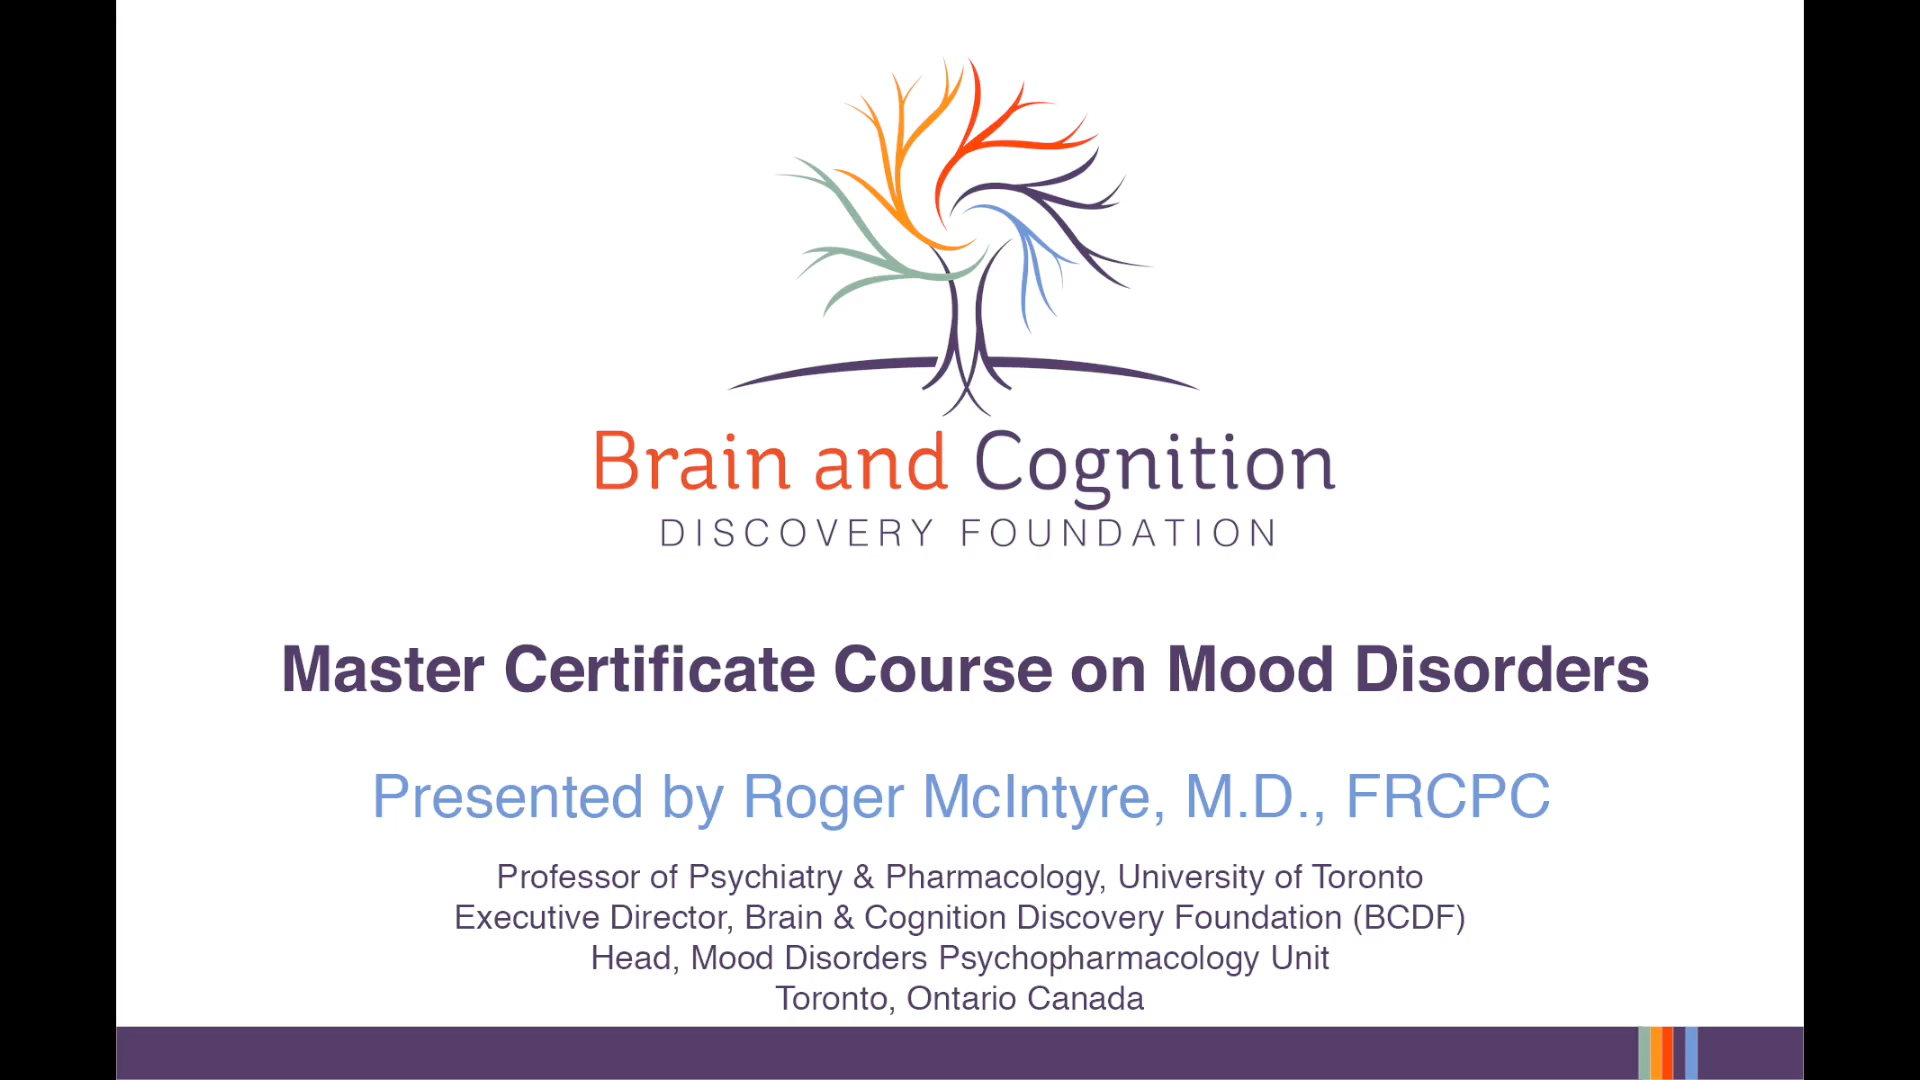 Brain and Cognition
DISCOVERY FOUNDATION
Master Certificate Course on Mood Disorders
Presented by Roger McIntyre, M.D., FRCPC
Professor of Psychiatry & Pharmacology, University of Toronto
Executive Director, Brain & Cognition Discovery Foundation (BCDF)
Head, Mood Disorders Psychopharmacology Unit
Toronto, Ontario Canada